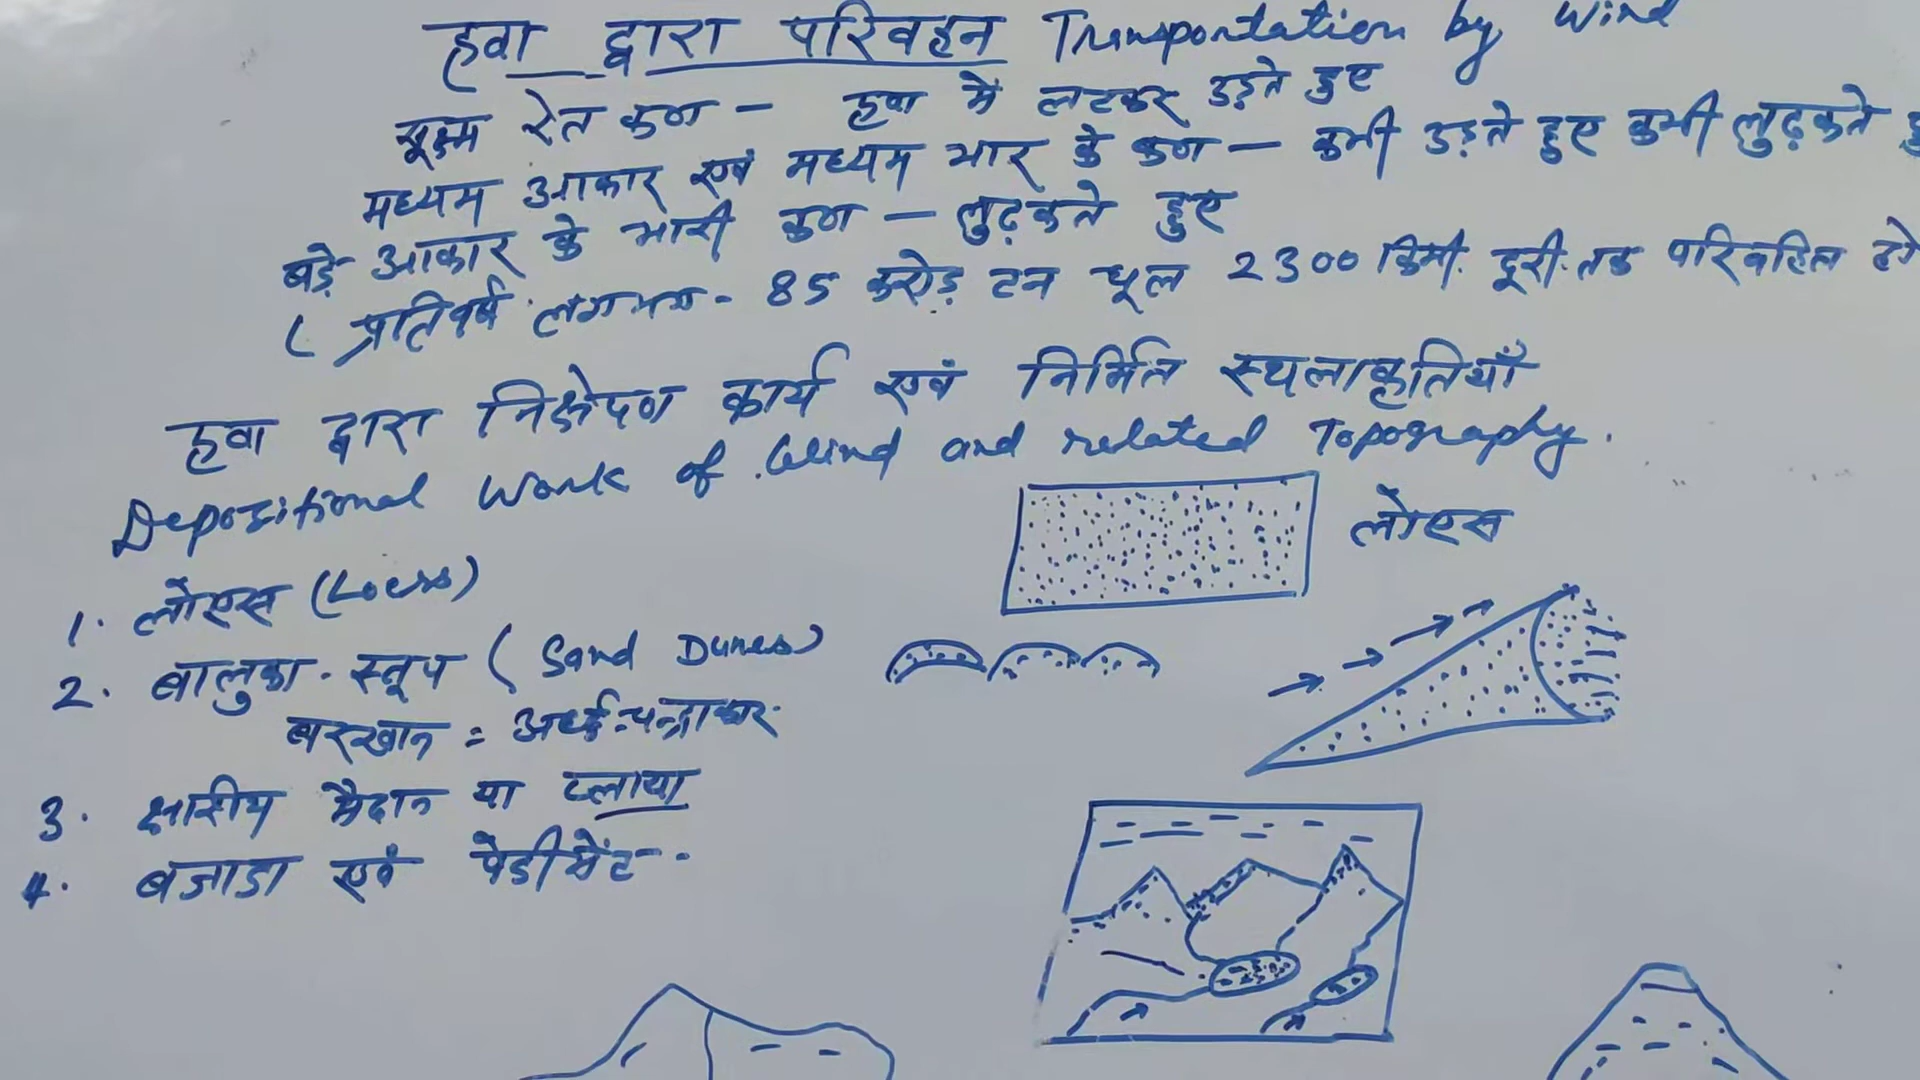 हवा द्वारा परिवहन Transportation by Wind
सूक्ष्म रेत कण - हवा में लटकर उड़ते हुए
मध्यम आकार एवं मध्यम भार के कण - कभी उड़ते हुए कभी लुढ़कते
बड़े आकार के भारी कण - लुढ़कते हुए
( प्रतिवर्ष लगभग - 85 करोड़ टन धूल 2300 किमी. दूरी तक परिवहित हो
हवा द्वारा निक्षेपण कार्य एवं निर्मित स्थलाकृतियाँ
Depositional Work of Wind and related Topography.
लोएस
1. लोएस (Loess)
2. बालुका स्तूप (Sand Dunes)
बरखान = अर्ध्द-चन्द्राकार
3. क्षारीय मैदान या प्लाया
4. बजाडा एवं पेडीमेंट -